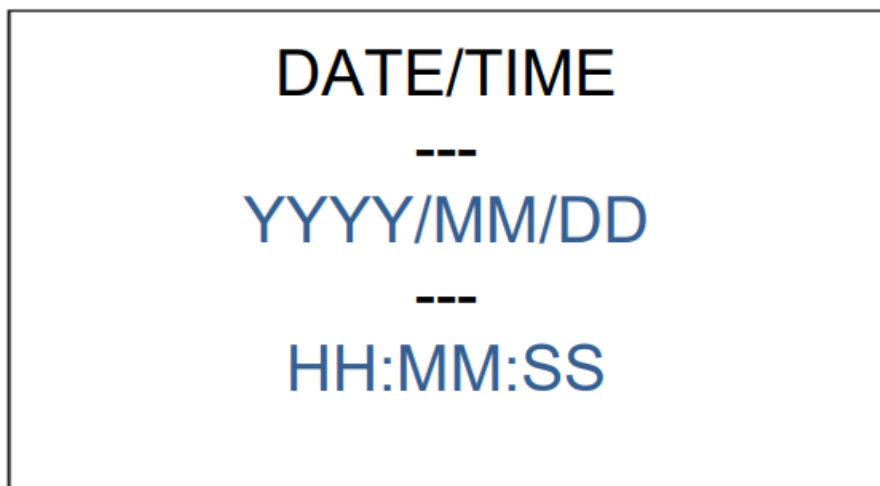 DATE/TIME
---
YYYY/MM/DD
---
HH:MM:SS